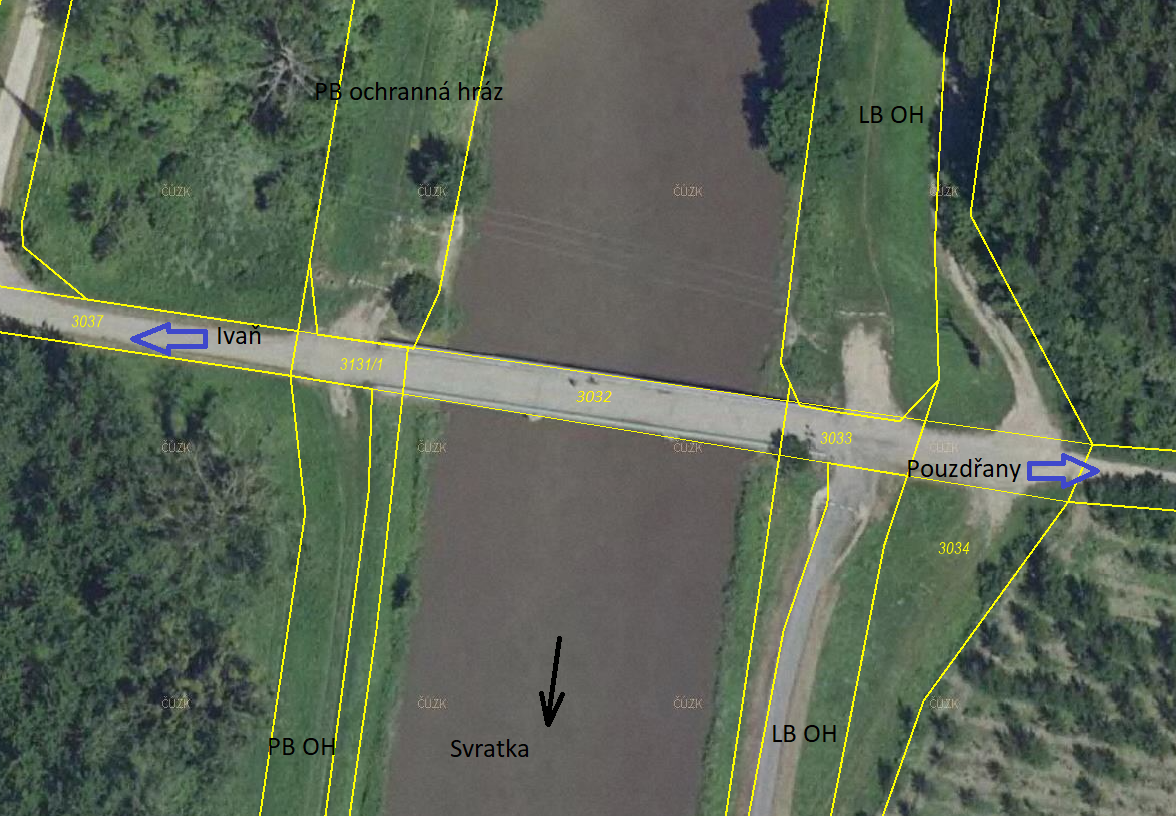 PB ochranná hráz
LB OH
ČÚZK
ČÚZK
ČÚZK
ČÚZK
3037
Ivaň
3131/1
3032
3033
ČÚZK
ČÚZK
ČÚZK
ČÚZK
Pouzdřany
3034
ČÚZK
ČÚZK
ČÚZK
ČÚZK
PB OH
Svratka
LB OH